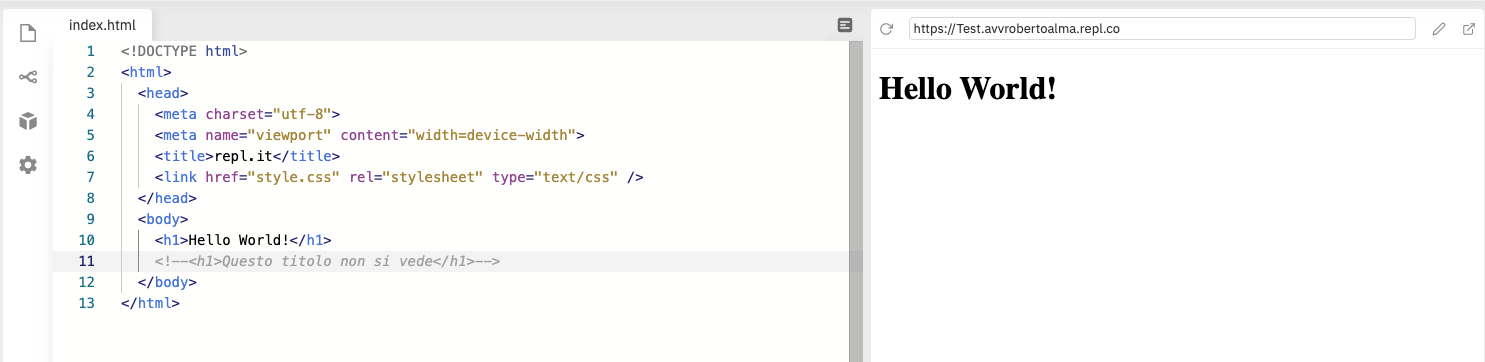 index.html
1 <!DOCTYPE html>
2 <html>
3   <head>
4     <meta charset="utf-8">
5     <meta name="viewport" content="width=device-width">
6     <title>repl.it</title>
7     <link href="style.css" rel="stylesheet" type="text/css" />
8   </head>
9   <body>
10     <h1>Hello World!</h1>
11     <!--<h1>Questo titolo non si vede</h1>-->
12   </body>
13 </html>
https://Test.avvrobertoalma.repl.co
Hello World!